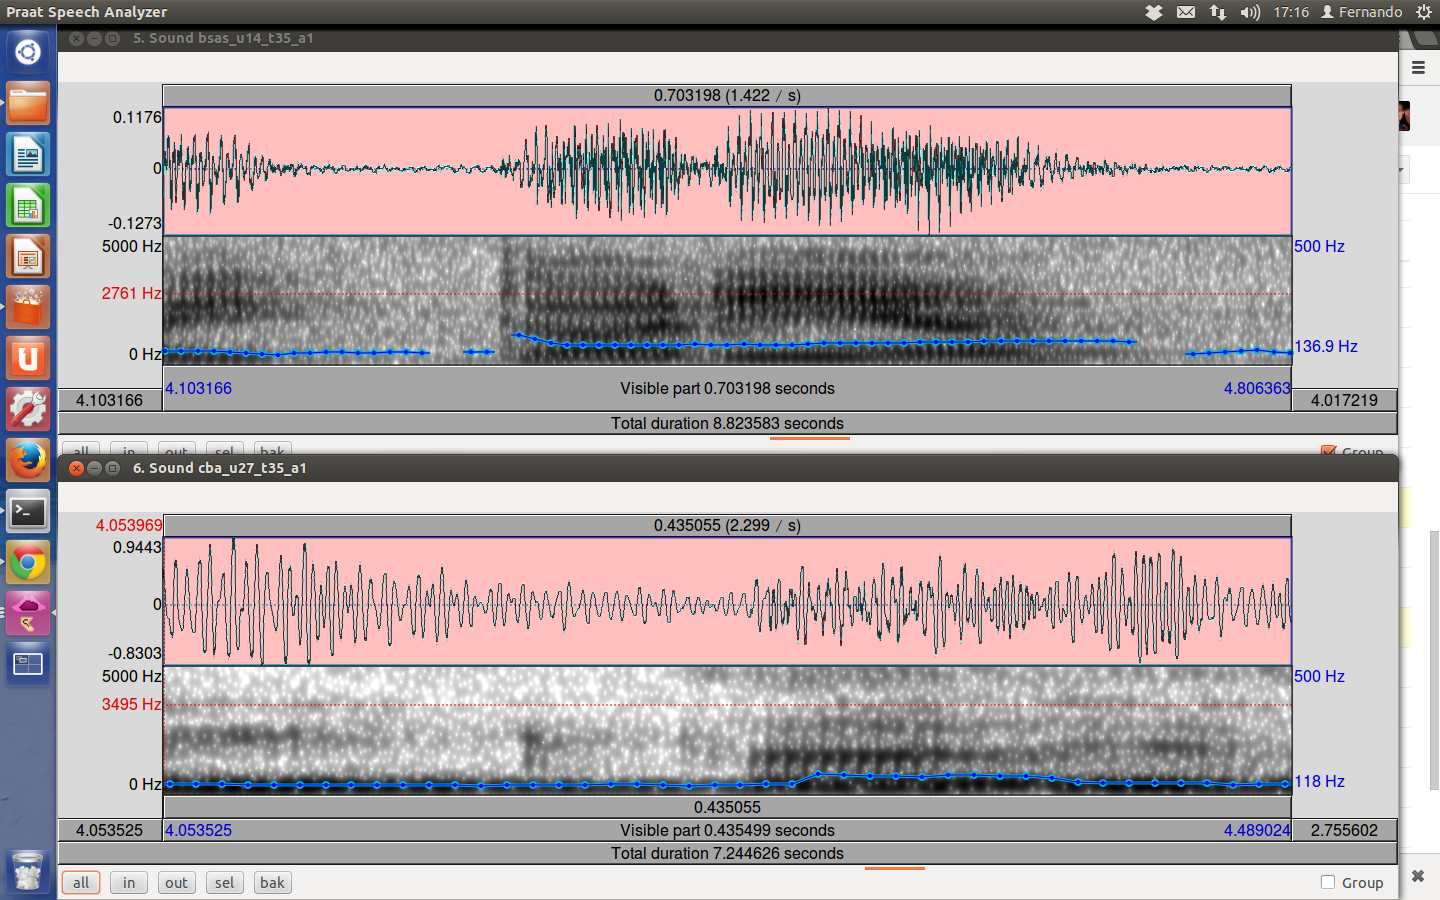 Praat Speech Analyzer
17:16 Fernando
5. Sound bsas_u14_t35_a1
0.703198 (1.422 / s)
0.1176
0
-0.1273
5000 Hz
500 Hz
2761 Hz
0 Hz
136.9 Hz
4.103166
Visible part 0.703198 seconds
4.806363
4.103166
4.017219
Total duration 8.823583 seconds
all in out sel bak
Group
6. Sound cba_u27_t35_a1
4.053969
0.435055 (2.299 / s)
0.9443
0
-0.8303
5000 Hz
500 Hz
3495 Hz
0 Hz
118 Hz
0.435055
4.053525
4.053525
Visible part 0.435499 seconds
4.489024
2.755602
Total duration 7.244626 seconds
all in out sel bak
Group